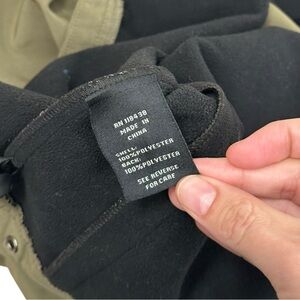 RN 118438
MADE IN
CHINA
SHELL:
100%POLYESTER
BACK:
100%POLYESTER
SEE REVERSE
FOR CARE